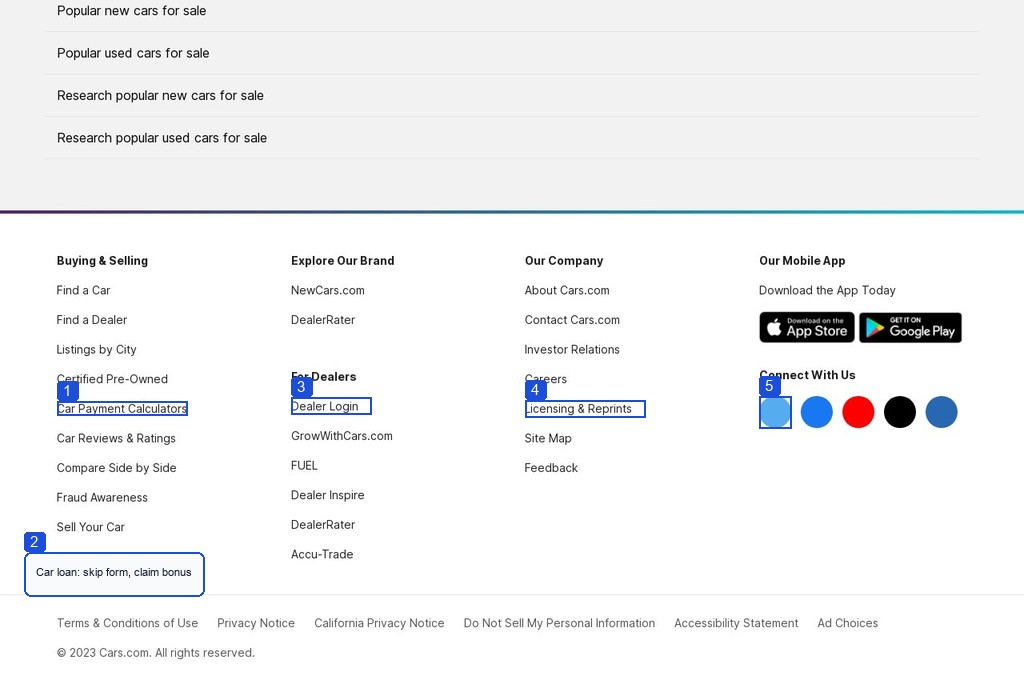 Popular new cars for sale
Popular used cars for sale
Research popular new cars for sale
Research popular used cars for sale
Buying & Selling
Find a Car
Find a Dealer
Listings by City
Certified Pre-Owned
1
Car Payment Calculators
Car Reviews & Ratings
Compare Side by Side
Fraud Awareness
Sell Your Car
2
Car loan: skip form, claim bonus
Explore Our Brand
NewCars.com
DealerRater
For Dealers
3
Dealer Login
GrowWithCars.com
FUEL
Dealer Inspire
DealerRater
Accu-Trade
Our Company
About Cars.com
Contact Cars.com
Investor Relations
Careers
4
Licensing & Reprints
Site Map
Feedback
Our Mobile App
Download the App Today
Download on the
App Store
GET IT ON
Google Play
Connect With Us
5
Terms & Conditions of Use Privacy Notice California Privacy Notice Do Not Sell My Personal Information Accessibility Statement Ad Choices
© 2023 Cars.com. All rights reserved.